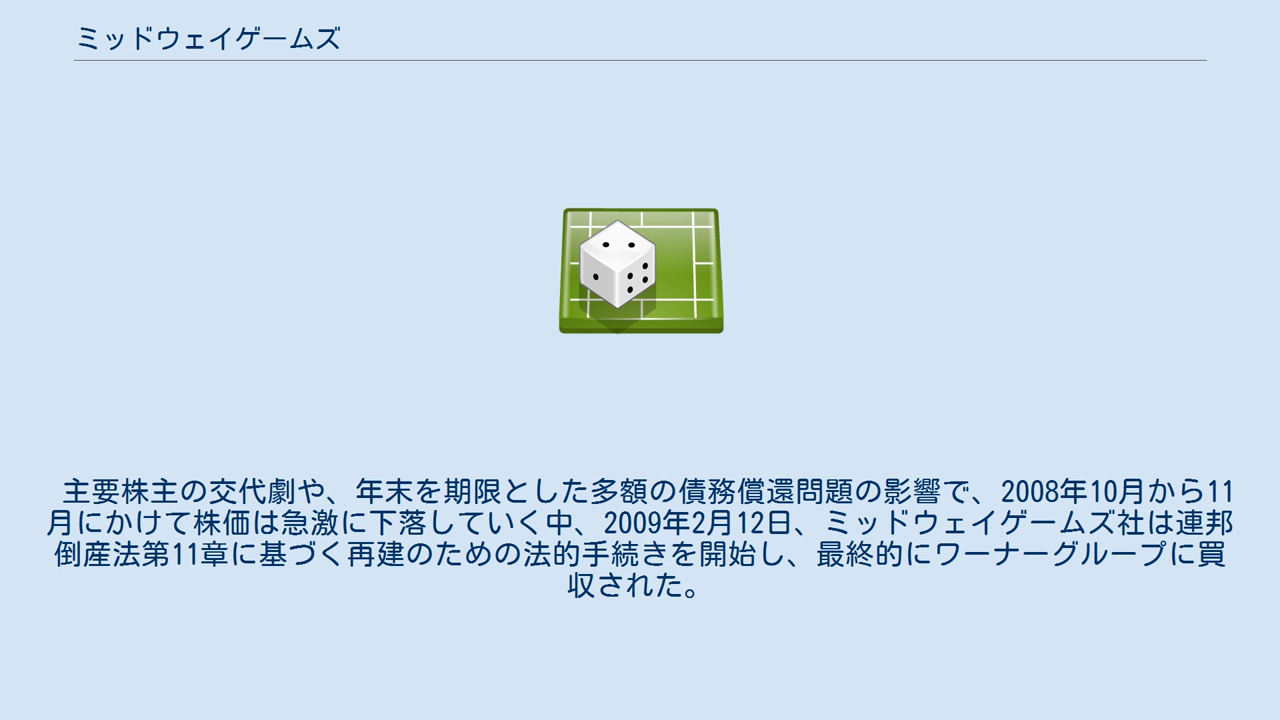 ミッドウェイゲームズ
主要株主の交代劇や、年末を期限とした多額の債務償還問題の影響で、2008年10月から11
月にかけて株価は急激に下落していく中、2009年2月12日、ミッドウェイゲームズ社は連邦
倒産法第11章に基づく再建のための法的手続きを開始し、最終的にワーナーグループに買
収された。